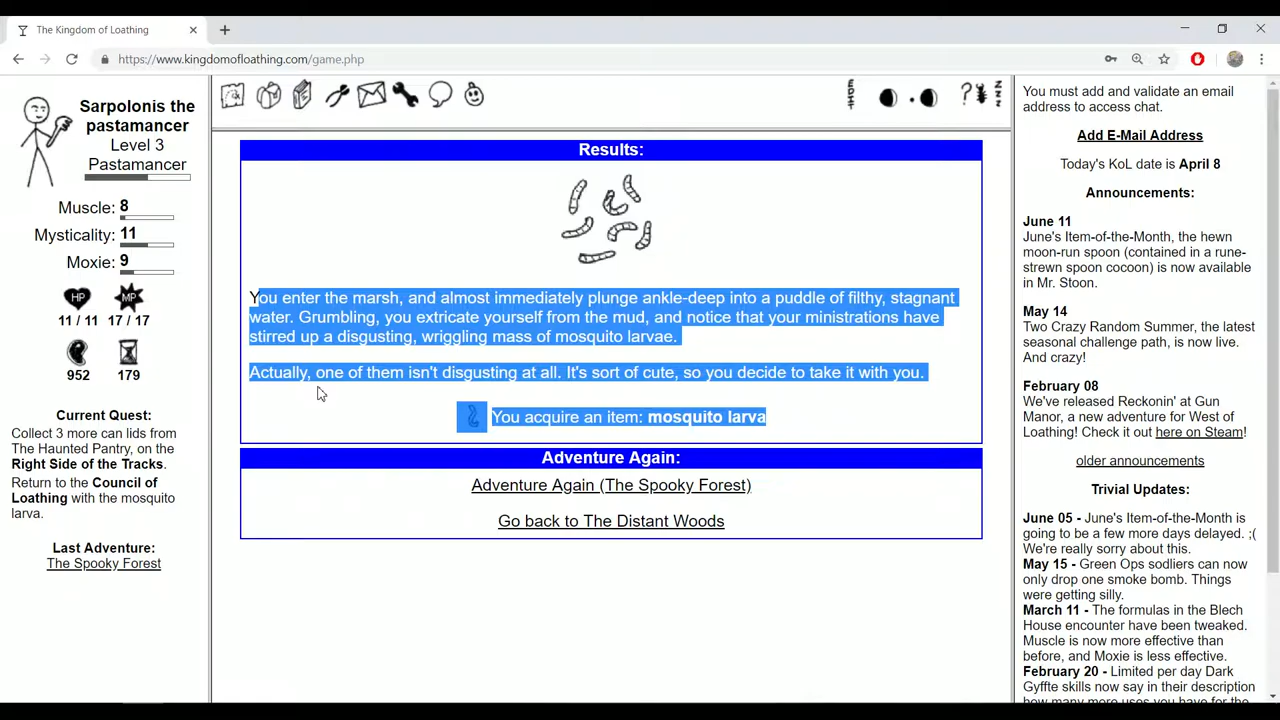 The Kingdom of Loathing
https://www.kingdomofloathing.com/game.php
Sarpolonis the
pastamancer
Level 3
Pastamancer
Muscle: 8
Mysticality: 11
Moxie: 9
HP
MP
11 / 11
17 / 17
952
179
Current Quest:
Collect 3 more can lids from
The Haunted Pantry, on the
Right Side of the Tracks.
Return to the Council of
Loathing with the mosquito
larva.
Last Adventure:
The Spooky Forest
EDIT
Results:
You enter the marsh, and almost immediately plunge ankle-deep into a puddle of filthy, stagnant
water. Grumbling, you extricate yourself from the mud, and notice that your ministrations have
stirred up a disgusting, wriggling mass of mosquito larvae.
Actually, one of them isn't disgusting at all. It's sort of cute, so you decide to take it with you.
You acquire an item: mosquito larva
Adventure Again:
Adventure Again (The Spooky Forest)
Go back to The Distant Woods
You must add and validate an email
address to access chat.
Add E-Mail Address
Today's KoL date is April 8
Announcements:
June 11
June's Item-of-the-Month, the hewn
moon-run spoon (contained in a rune-
strewn spoon cocoon) is now available
in Mr. Stoon.
May 14
Two Crazy Random Summer, the latest
seasonal challenge path, is now live.
And crazy!
February 08
We've released Reckonin' at Gun
Manor, a new adventure for West of
Loathing! Check it out here on Steam!
older announcements
Trivial Updates:
June 05 - June's Item-of-the-Month is
going to be a few more days delayed. ;(
We're really sorry about this.
May 15 - Green Ops sodliers can now
only drop one smoke bomb. Things
were getting silly.
March 11 - The formulas in the Blech
House encounter have been tweaked.
Muscle is now more effective than
before, and Moxie is less effective.
February 20 - Limited per day Dark
Gyffte skills now say in their description
how many more uses you have for the